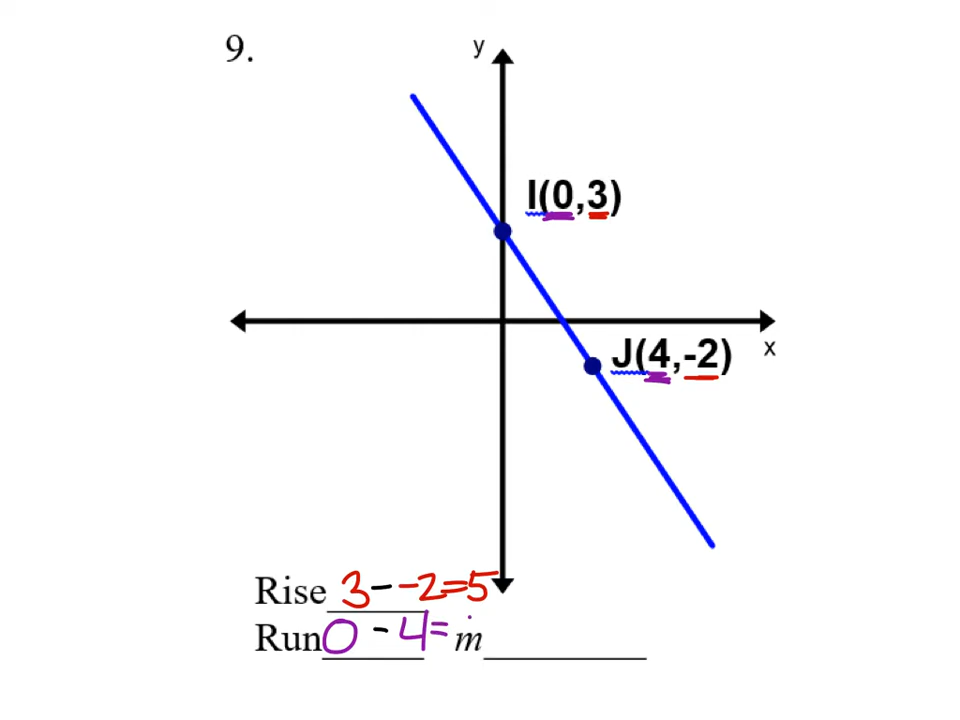 9.
y
I(0,3)
J(4,-2)
x
Rise 3--2=5
Run 0-4= m